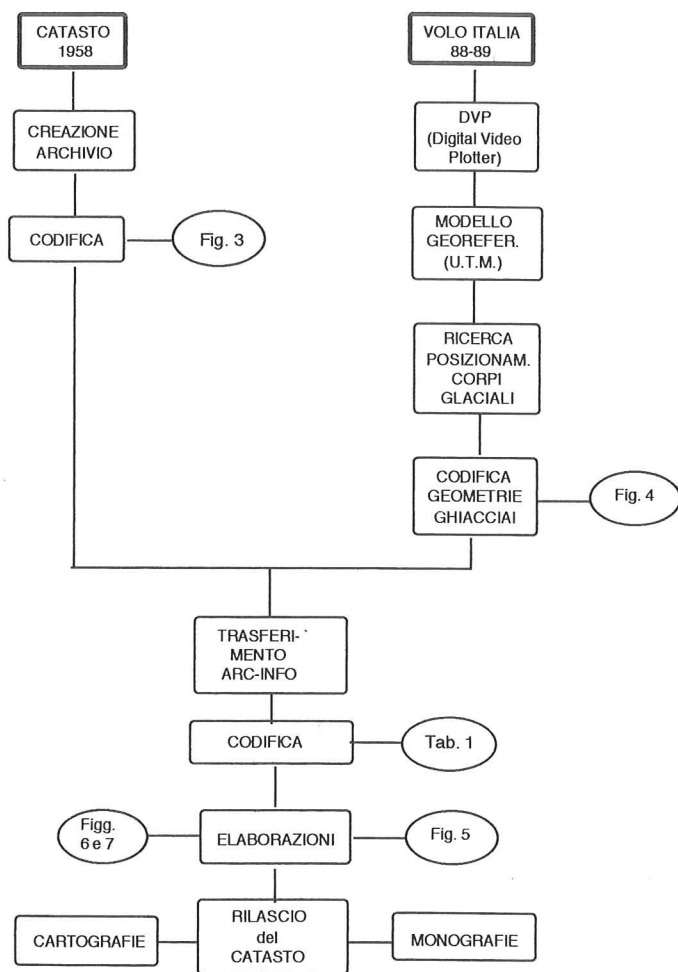 CATASTO
1958
VOLO ITALIA
88-89
CREAZIONE
ARCHIVIO
DVP
(Digital Video
Plotter)
CODIFICA
Fig. 3
MODELLO
GEOREFER.
(U.T.M.)
RICERCA
POSIZIONAM.
CORPI
GLACIALI
CODIFICA
GEOMETRIE
GHIACCIAI
Fig. 4
TRASFERI-
MENTO
ARC-INFO
CODIFICA
Tab. 1
Figg.
6 e 7
ELABORAZIONI
Fig. 5
CARTOGRAFIE
RILASCIO
del
CATASTO
MONOGRAFIE